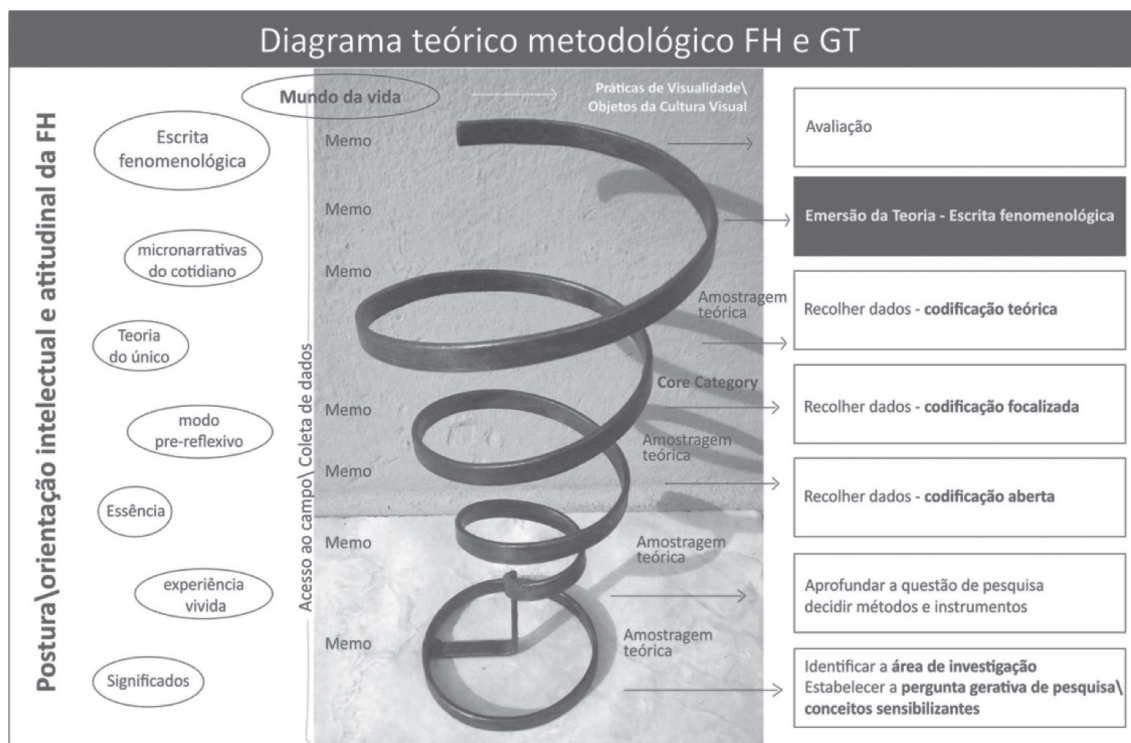 Diagrama teórico metodológico FH e GT
Postura\orientação intelectual e atitudinal da FH
Mundo da vida
Práticas de Visualidade\
Objetos da Cultura Visual
Escrita
fenomenológica
micronarrativas
do cotidiano
Teoria
do único
modo
pre-reflexivo
Essência
experiência
vivida
Significados
Acesso ao campo\ Coleta de dados
Memo
Memo
Memo
Memo
Memo
Memo
Memo
Amostragem
teórica
Core Category
Amostragem
teórica
Amostragem
teórica
Amostragem
teórica
Avaliação
Emersão da Teoria - Escrita fenomenológica
Recolher dados - codificação teórica
Recolher dados - codificação focalizada
Recolher dados - codificação aberta
Aprofundar a questão de pesquisa
decidir métodos e instrumentos
Identificar a área de investigação
Estabelecer a pergunta gerativa de pesquisa\
conceitos sensibilizantes